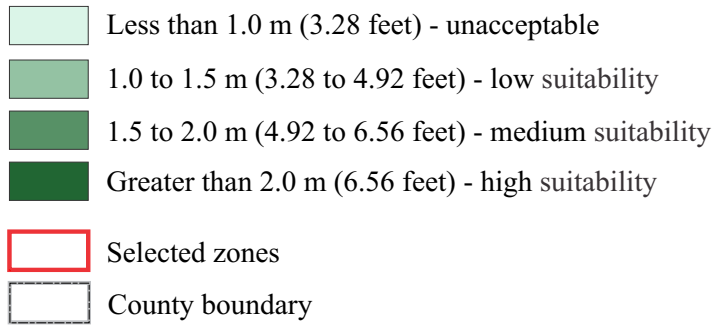 Less than 1.0 m (3.28 feet) - unacceptable
1.0 to 1.5 m (3.28 to 4.92 feet) - low suitability
1.5 to 2.0 m (4.92 to 6.56 feet) - medium suitability
Greater than 2.0 m (6.56 feet) - high suitability
Selected zones
County boundary